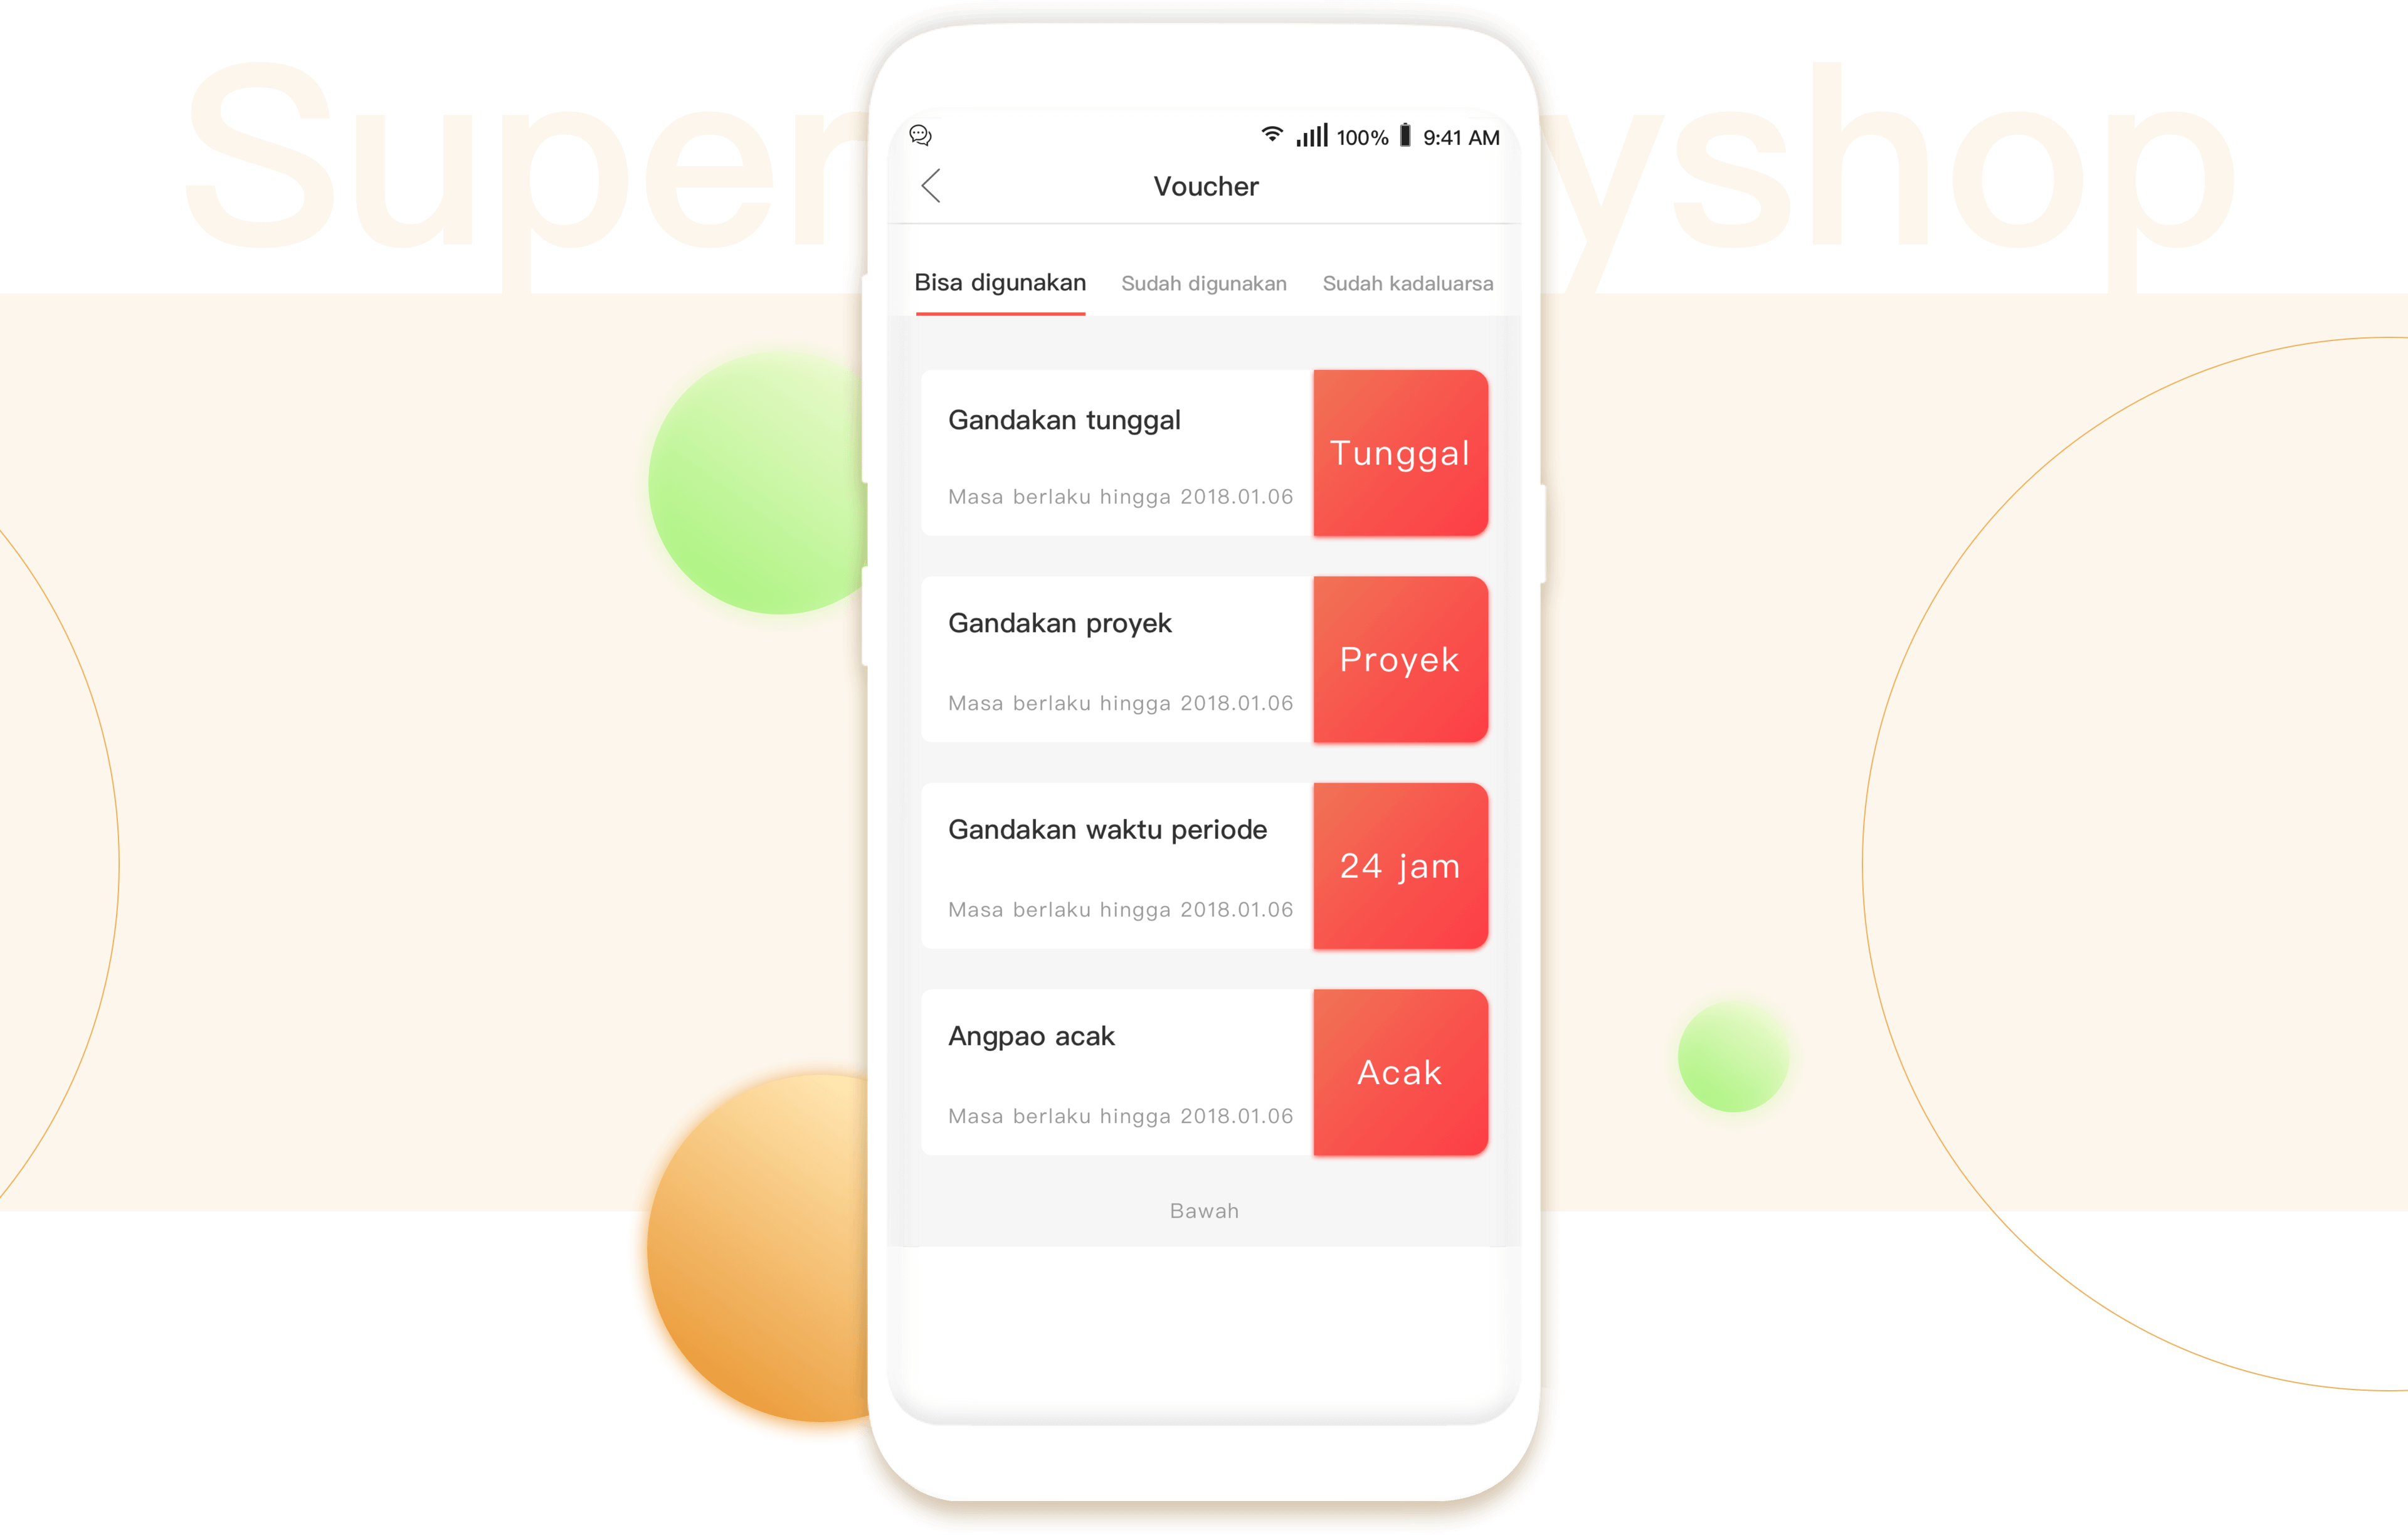 Super
yshop
100% 9:41 AM
Voucher
Bisa digunakan Sudah digunakan Sudah kadaluarsa
Gandakan tunggal
Masa berlaku hingga 2018.01.06
Tunggal
Gandakan proyek
Masa berlaku hingga 2018.01.06
Proyek
Gandakan waktu periode
Masa berlaku hingga 2018.01.06
24 jam
Angpao acak
Masa berlaku hingga 2018.01.06
Acak
Bawah